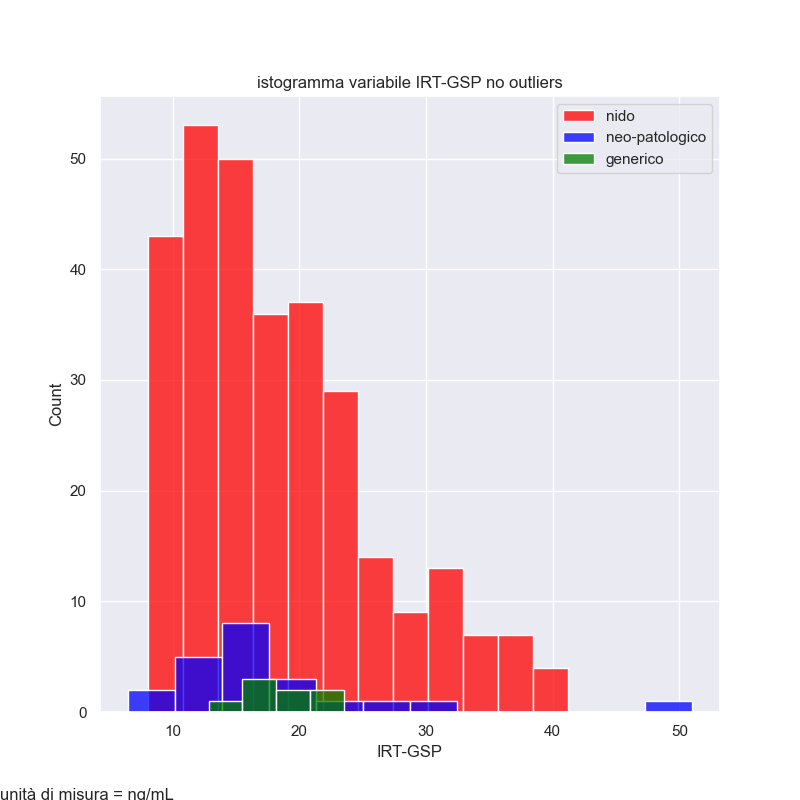 istogramma variabile IRT-GSP no outliers
nido
neo-patologico
generico
Count
50
40
30
20
10
0
10 20 30 40 50
IRT-GSP
unità di misura = ng/mL